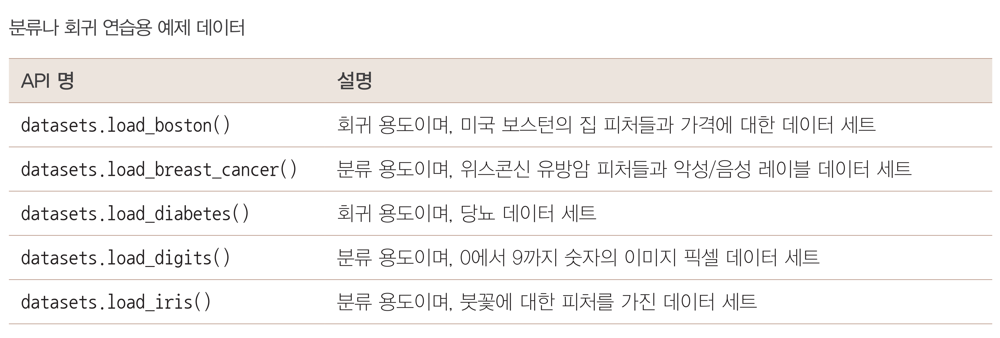 분류나 회귀 연습용 예제 데이터
API 명 설명
datasets.load_boston() 회귀 용도이며, 미국 보스턴의 집 피처들과 가격에 대한 데이터 세트
datasets.load_breast_cancer() 분류 용도이며, 위스콘신 유방암 피처들과 악성/음성 레이블 데이터 세트
datasets.load_diabetes() 회귀 용도이며, 당뇨 데이터 세트
datasets.load_digits() 분류 용도이며, 0에서 9까지 숫자의 이미지 픽셀 데이터 세트
datasets.load_iris() 분류 용도이며, 붓꽃에 대한 피처를 가진 데이터 세트